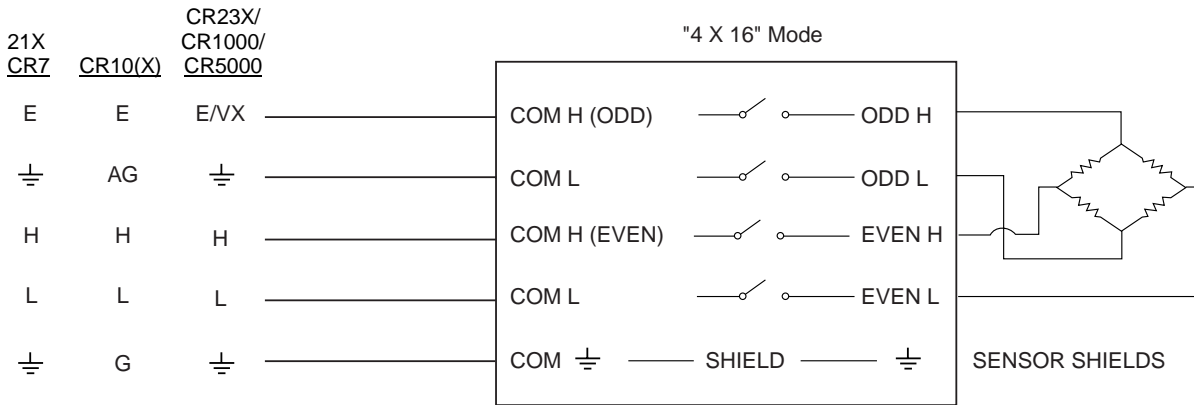 CR23X/
21X CR1000/ "4 X 16" Mode
CR7 CR10(X) CR5000
E E E/VX COM H (ODD) ODD H
AG COM L ODD L
H H H COM H (EVEN) EVEN H
L L L COM L EVEN L
G COM SHIELD SENSOR SHIELDS